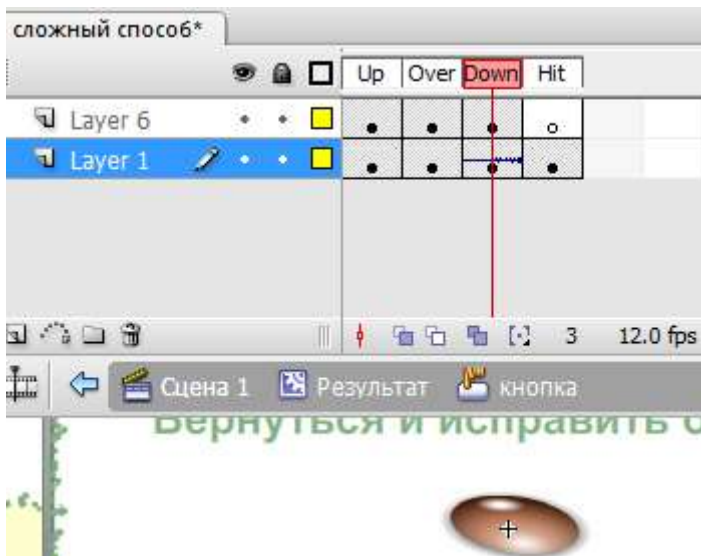 сложный способ*
Up Over Down Hit
Layer 6
Layer 1
3 12.0 fps
Сцена 1 Результат кнопка
Вернуться и исправить